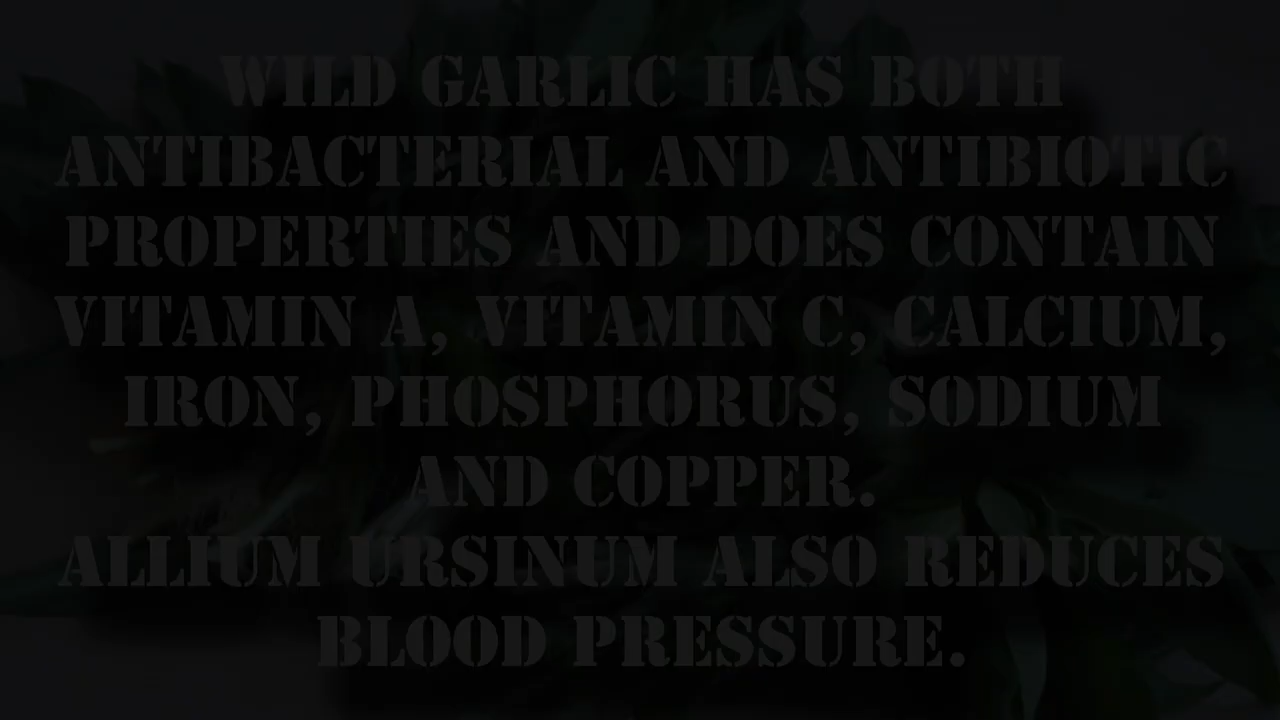 WILD GARLIC HAS BOTH
ANTIBACTERIAL AND ANTIBIOTIC
PROPERTIES AND DOES CONTAIN
VITAMIN A, VITAMIN C, CALCIUM,
IRON, PHOSPHORUS, SODIUM
AND COPPER.
ALLIUM URSINUM ALSO REDUCES
BLOOD PRESSURE.